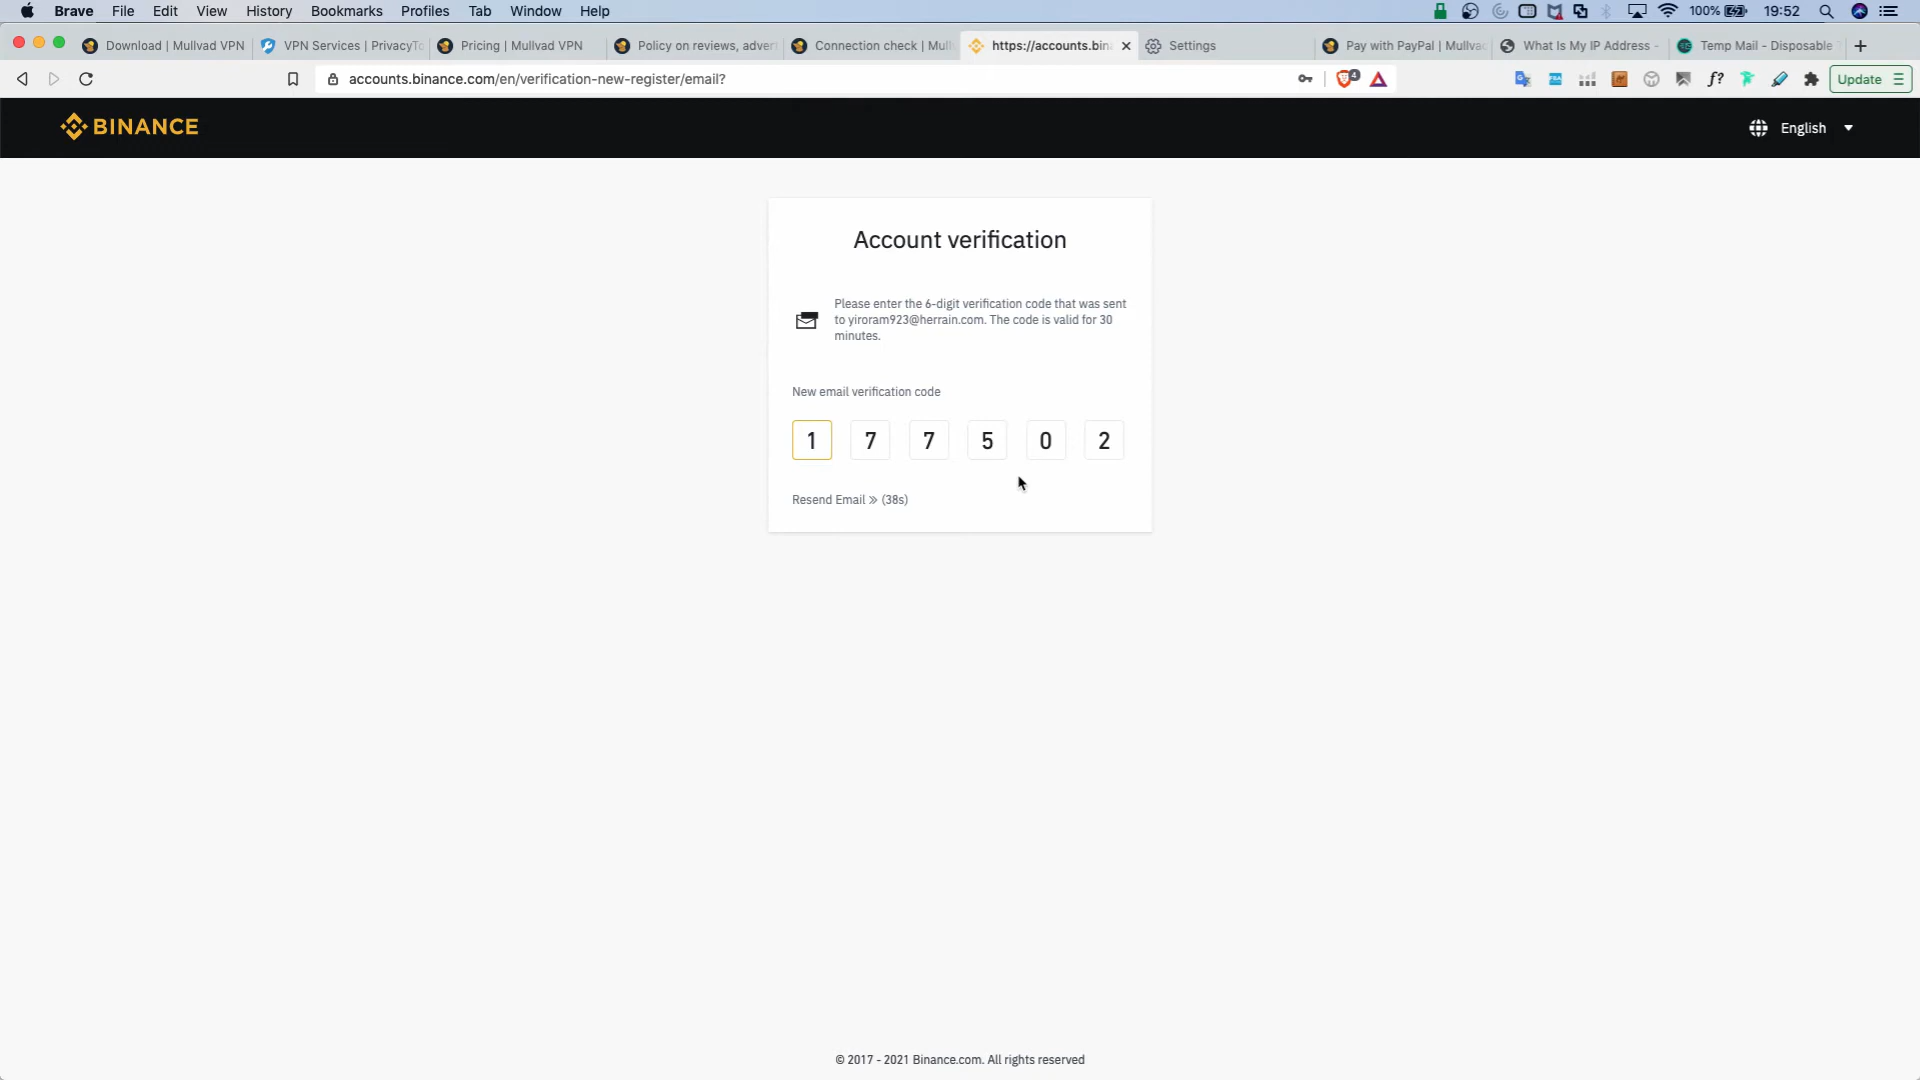 Brave File Edit View History Bookmarks Profiles Tab Window Help 100% 19:52
Download | Mullvad VPN VPN Services | PrivacyTo Pricing | Mullvad VPN Policy on reviews, adver Connection check | Mul https://accounts.bin Settings Pay with PayPal | Mullva What Is My IP Address - Temp Mail - Disposable
accounts.binance.com/en/verification-new-register/email? 4 f? Update
BINANCE English
Account verification
Please enter the 6-digit verification code that was sent
to yiroram923@herrain.com. The code is valid for 30
minutes.
New email verification code
1 7 7 5 0 2
Resend Email » (38s)
© 2017 - 2021 Binance.com. All rights reserved